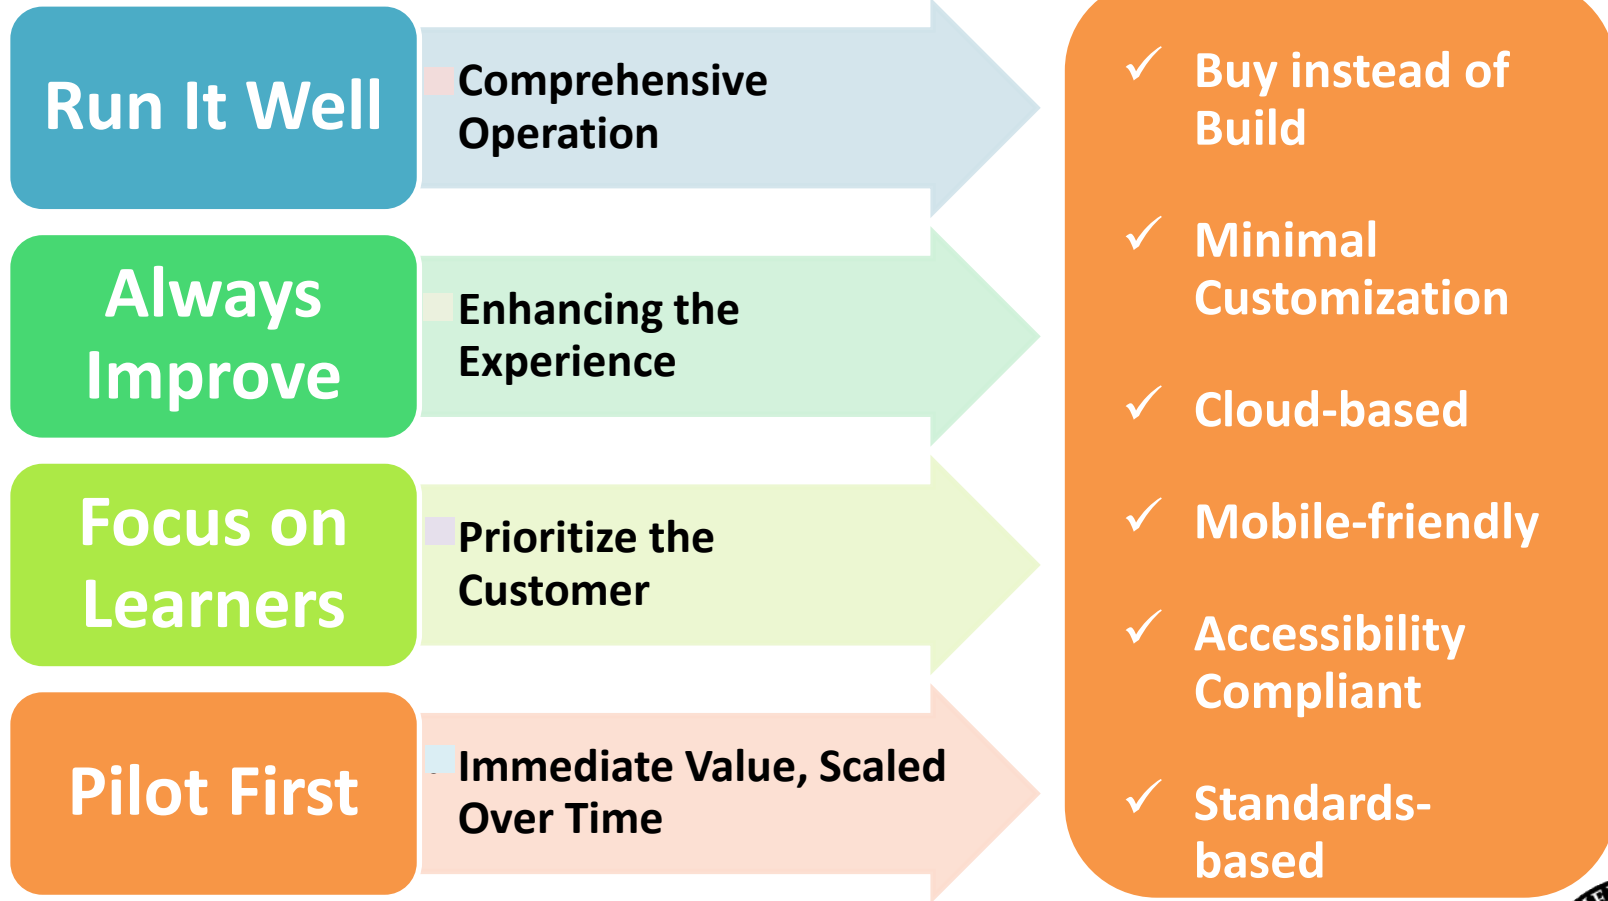 Run It Well
Comprehensive
Operation
Always
Improve
Enhancing the
Experience
Focus on
Learners
Prioritize the
Customer
Pilot First
Immediate Value, Scaled
Over Time
✓ Buy instead of
Build
✓ Minimal
Customization
✓ Cloud-based
✓ Mobile-friendly
✓ Accessibility
Compliant
✓ Standards-
based